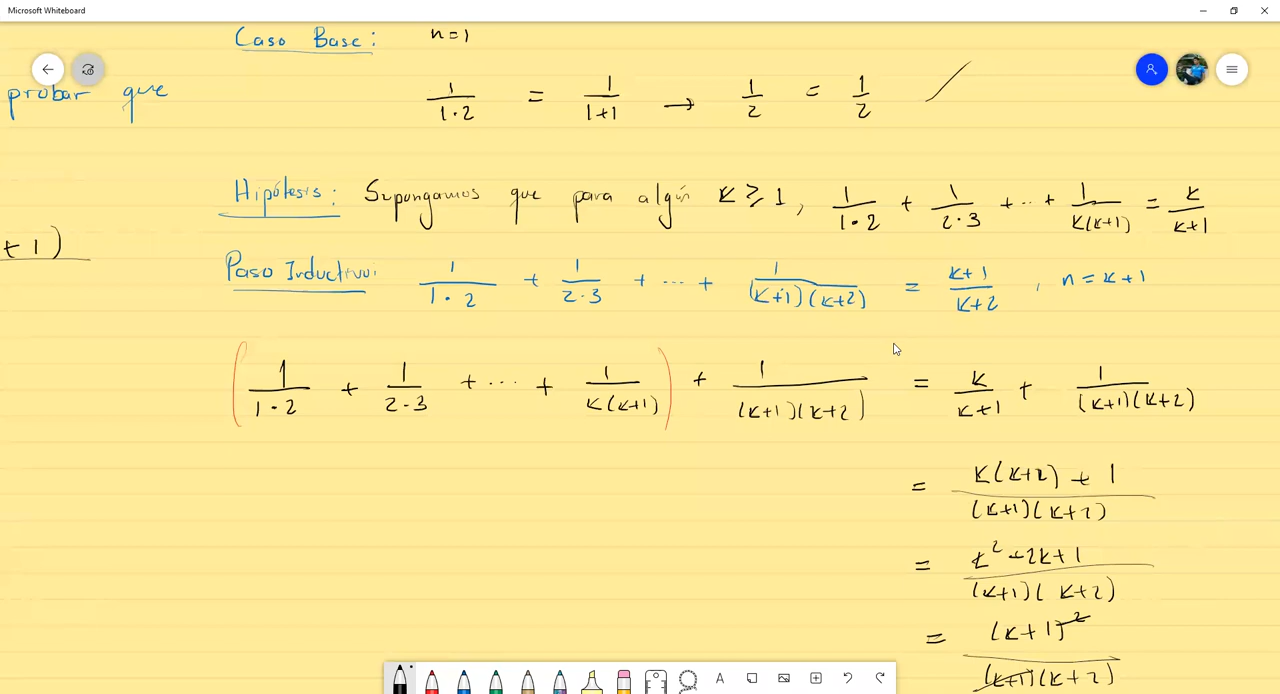 Microsoft Whiteboard
Caso Base: n=1
probar que
1/(1·2) = 1/(1+1) → 1/2 = 1/2
Hipótesis: Supongamos que para algún K ≥ 1, 1/(1·2) + 1/(2·3) + ·· + 1/(K(K+1)) = K/(K+1)
+ 1)
Paso Inductivo: 1/(1·2) + 1/(2·3) + ··· + 1/((K+1)(K+2)) = (K+1)/(K+2) , n = K+1
(1/(1·2) + 1/(2·3) + ··· + 1/(K(K+1))) + 1/((K+1)(K+2)) = K/(K+1) + 1/((K+1)(K+2))
= (K(K+2) + 1)/((K+1)(K+2))
= (K² + 2K + 1)/((K+1)(K+2))
= (K+1)²/((K+1)(K+2))
A